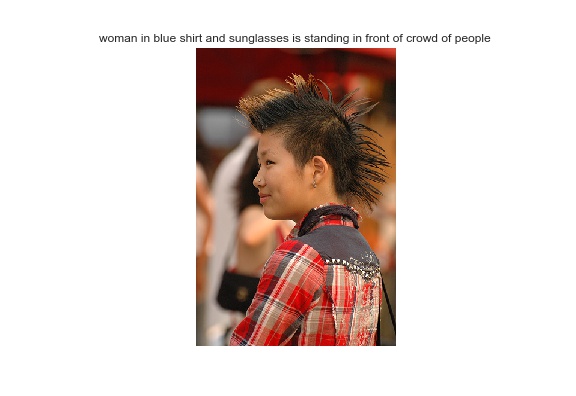 woman in blue shirt and sunglasses is standing in front of crowd of people